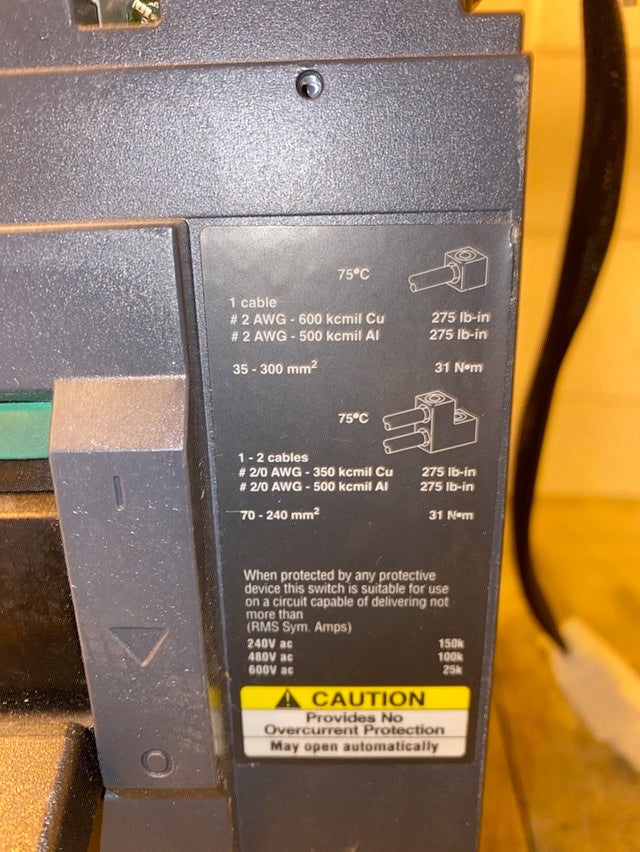 75°C
1 cable
# 2 AWG - 600 kcmil Cu 275 lb-in
# 2 AWG - 500 kcmil Al 275 lb-in
35 - 300 mm² 31 N•m
75°C
1 - 2 cables
# 2/0 AWG - 350 kcmil Cu 275 lb-in
# 2/0 AWG - 500 kcmil Al 275 lb-in
70 - 240 mm² 31 N•m
When protected by any protective
device this switch is suitable for use
on a circuit capable of delivering not
more than
(RMS Sym. Amps)
240V ac 150k
480V ac 100k
600V ac 25k
CAUTION
Provides No
Overcurrent Protection
May open automatically
I
O